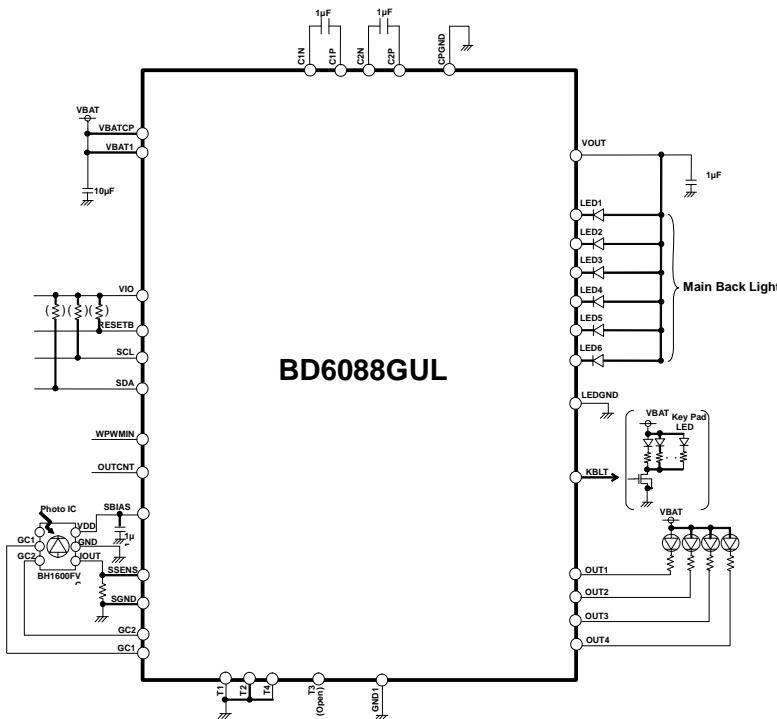 1µF
1µF
C1N
C1P
C2N
C2P
CPGND
VBAT
VBATCP
VBAT1
10µF
VOUT
1µF
LED1
LED2
LED3
LED4
LED5
LED6
Main Back Light
VIO
RESETB
SCL
SDA
BD6088GUL
LEDGND
WPWMIN
OUTCNT
VBAT
Key Pad
LED
KBLT
SBIAS
Photo IC
VDD
1µ
GC1
GND
GC2
IOUT
BH1600FV
SSENS
SGND
GC2
GC1
VBAT
OUT1
OUT2
OUT3
OUT4
T1
T2
T4
T3
(Open)
GND1